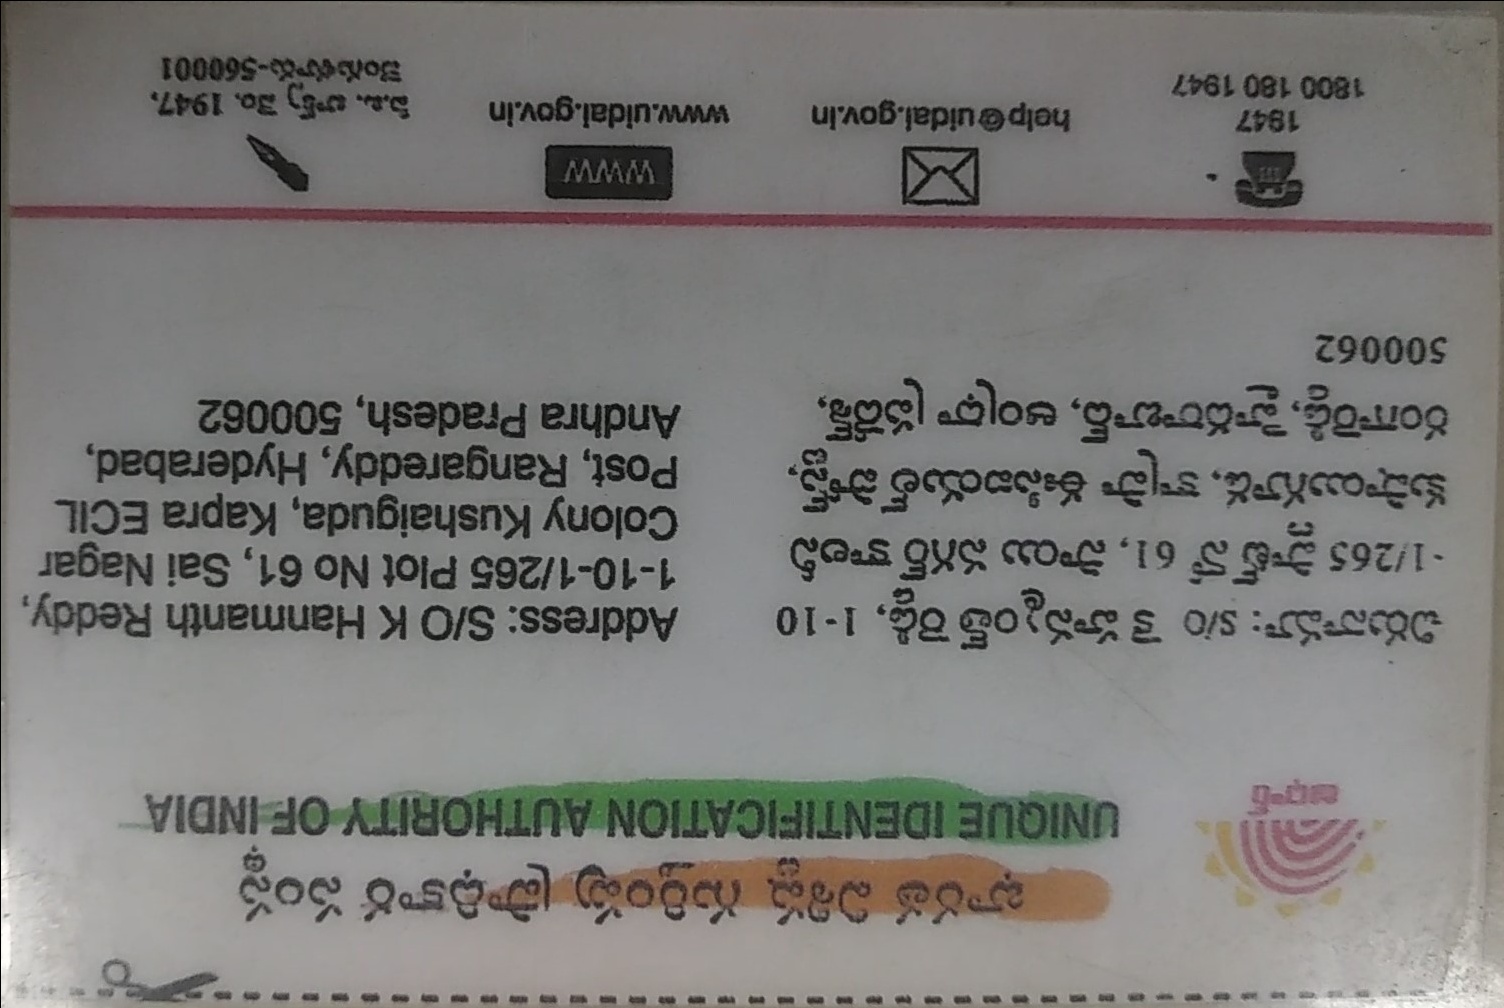 భారత విశిష్ట గుర్తింపు ప్రాధికార సంస్థ
UNIQUE IDENTIFICATION AUTHORITY OF INDIA
ఆధార్
చిరునామా: S/O కె హన్మంత్ రెడ్డి, 1-10
-1/265 ప్లాట్ నో 61, సాయి నగర్ కాలనీ
కుషాయిగూడ, కాప్రా ఈసిఐయల్ పోస్ట్,
రంగారెడ్డి, హైదరాబాద్, ఆంధ్రా ప్రదేశ్,
500062
Address: S/O K Hanmanth Reddy,
1-10-1/265 Plot No 61, Sai Nagar
Colony Kushaiguda, Kapra ECIL
Post, Rangareddy, Hyderabad,
Andhra Pradesh, 500062
1947
1800 180 1947
help@uidai.gov.in
WWW
www.uidai.gov.in
పి.బి. బాక్స్ నెం. 1947,
బెంగుళూరు-560001